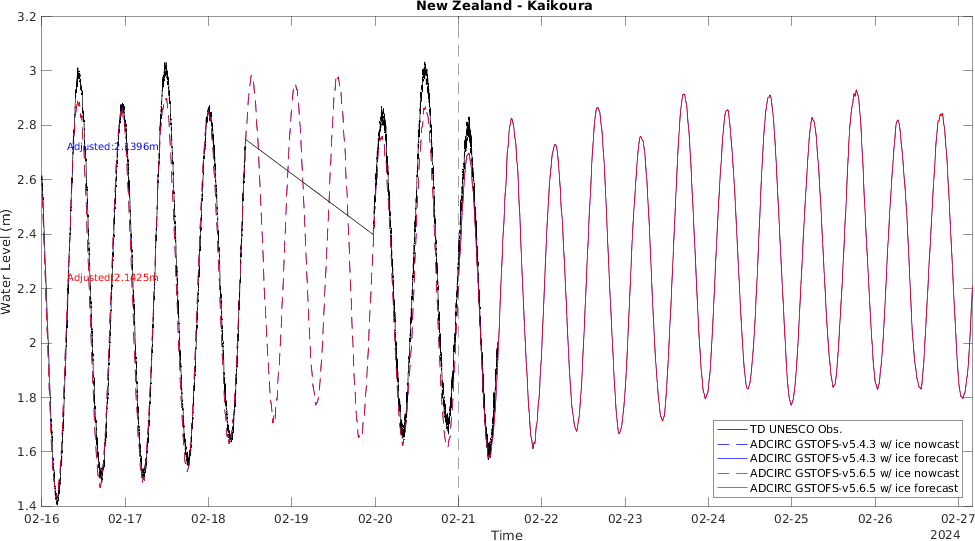 New Zealand - Kaikoura
3.2
3
2.8
2.6
2.4
2.2
2
1.8
1.6
1.4
Water Level (m)
Adjusted:2.1396m
Adjusted:2.1425m
TD UNESCO Obs.
ADCIRC GSTOFS-v5.4.3 w/ ice nowcast
ADCIRC GSTOFS-v5.4.3 w/ ice forecast
ADCIRC GSTOFS-v5.6.5 w/ ice nowcast
ADCIRC GSTOFS-v5.6.5 w/ ice forecast
02-16 02-17 02-18 02-19 02-20 02-21 02-22 02-23 02-24 02-25 02-26 02-27
Time
2024